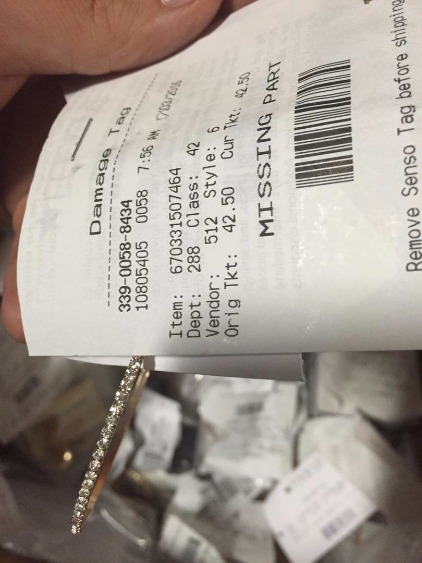 Damage Tag
339-0058-8434
10805405 0058 7:56 AM
Item: 670331507464
Dept: 288 Class: 42
Vendor: 512 Style: 6
Orig Tkt: 42.50 Cur Tkt: 42.50
MISSING PART
Remove Senso Tag before shipping